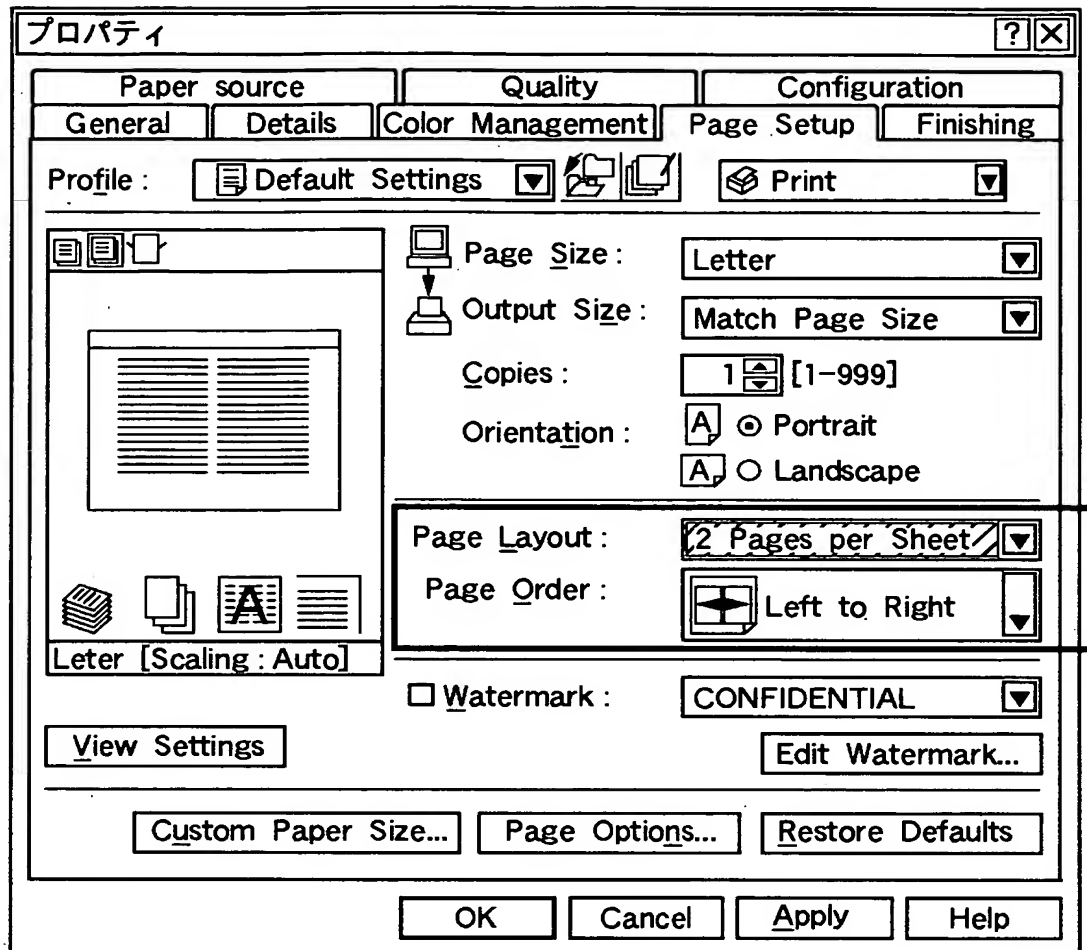 プロパティ ?
Paper source Quality Configuration
General Details Color Management Page Setup Finishing
Profile : Default Settings Print
Page Size : Letter
Output Size : Match Page Size
Copies : 1 [1-999]
Orientation : A Portrait
A Landscape
Page Layout : 2 Pages per Sheet
Page Order : Left to Right
A
Leter [Scaling : Auto]
Watermark : CONFIDENTIAL
View Settings Edit Watermark...
Custom Paper Size... Page Options... Restore Defaults
OK Cancel Apply Help